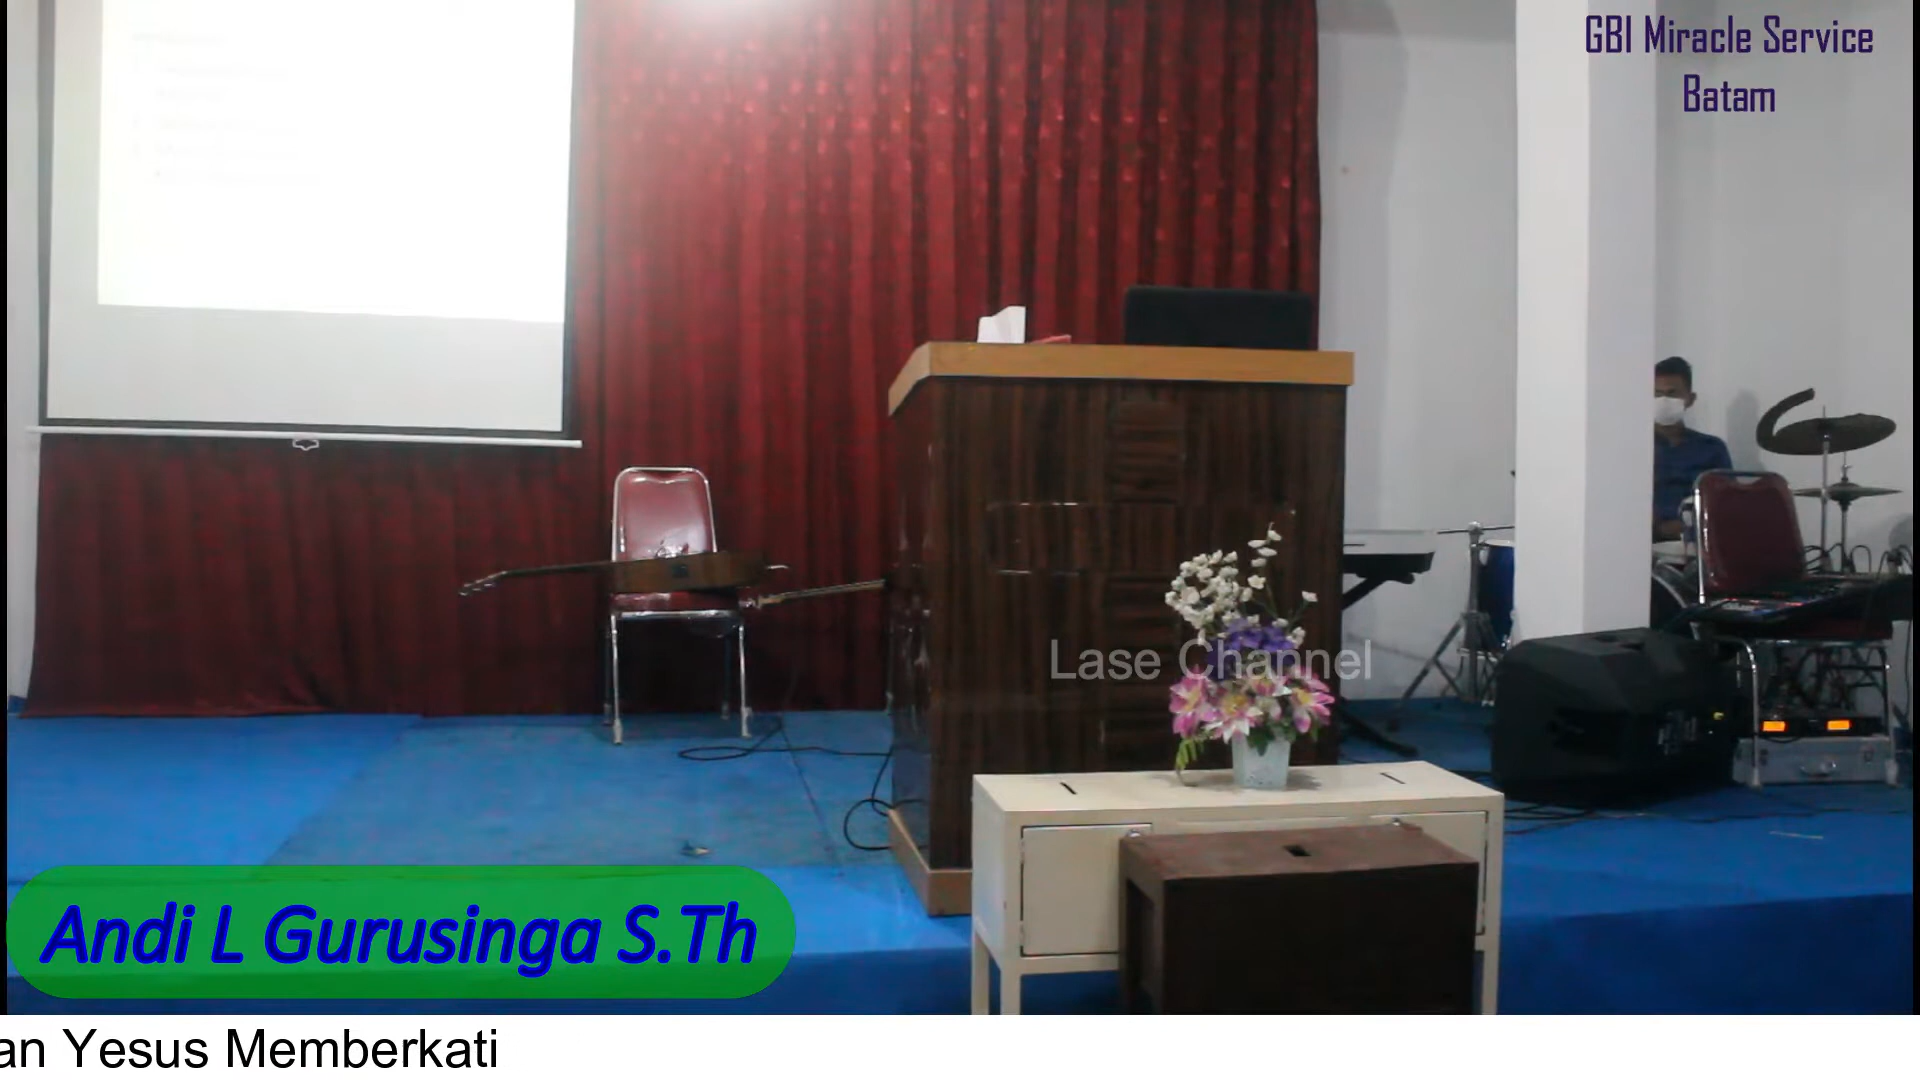 GBI Miracle Service
Batam
Lase Channel
Andi L Gurusinga S.Th
an Yesus Memberkati